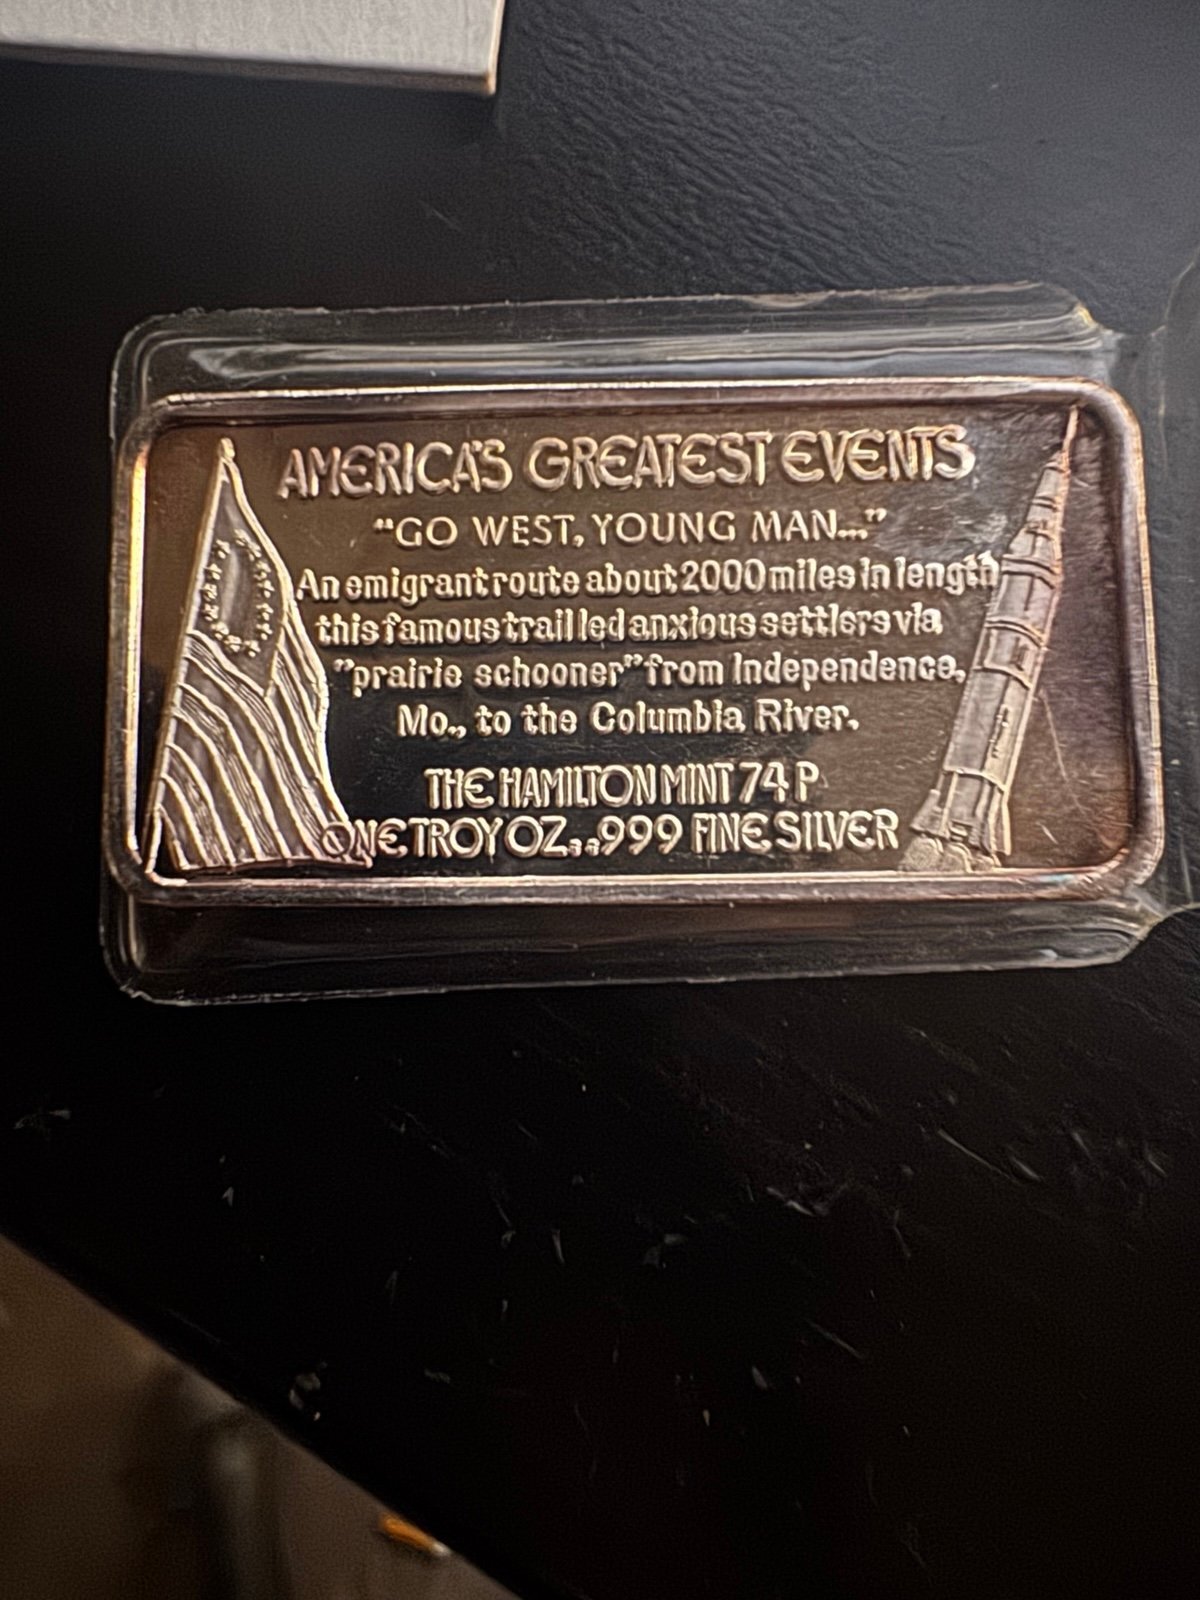 AMERICA'S GREATEST EVENTS
"GO WEST, YOUNG MAN..."
An emigrant route about 2000 miles in length
this famous trail led anxious settlers via
"prairie schooner" from Independence,
Mo., to the Columbia River.
THE HAMILTON MINT 74 P
ONE TROY OZ. .999 FINE SILVER